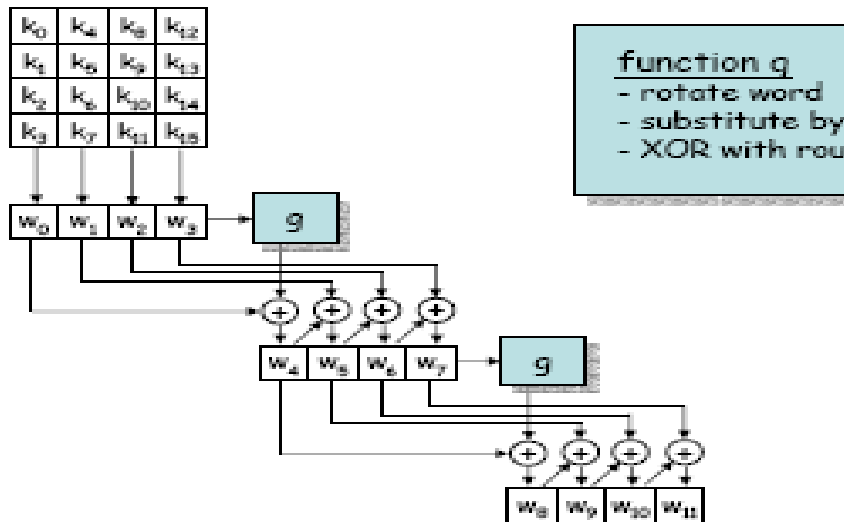 k0 k4 k8 k12
k1 k5 k9 k13
k2 k6 k10 k14
k3 k7 k11 k15
function g
- rotate word
- substitute by
- XOR with rou
w0 w1 w2 w3
g
+ + + +
w4 w5 w6 w7
g
+ + + +
w8 w9 w10 w11